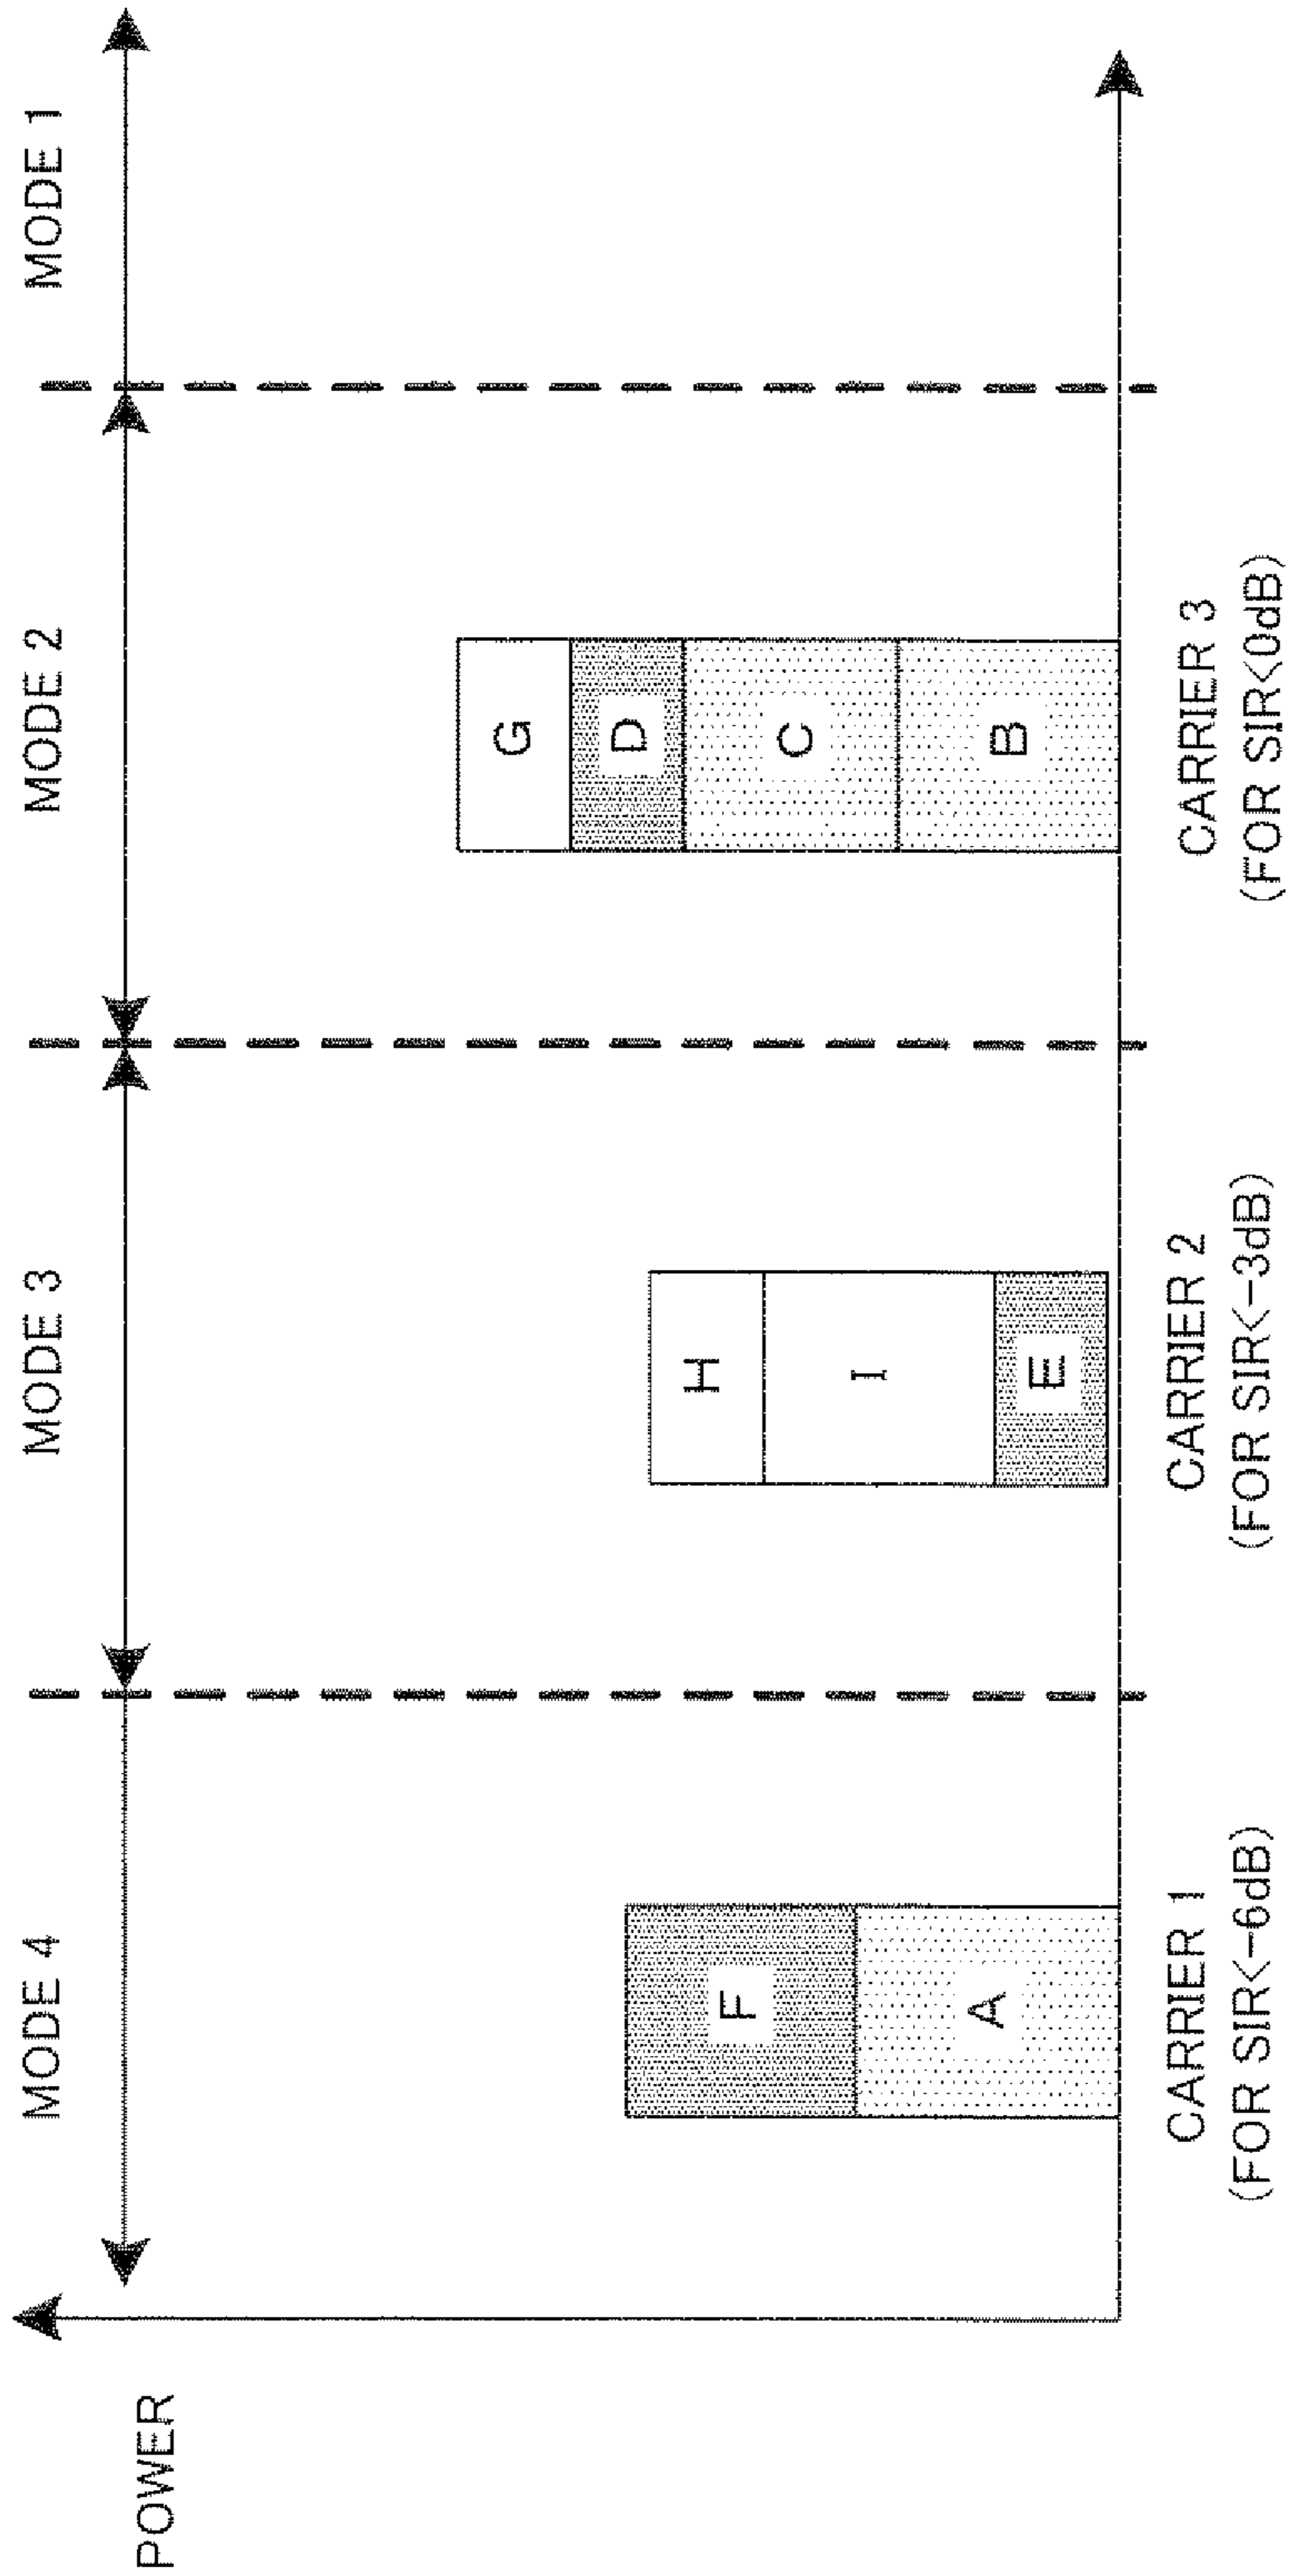 POWER
MODE 4
MODE 3
MODE 2
MODE 1
F
A
H
I
E
G
D
C
B
CARRIER 1
(FOR SIR<-6dB)
CARRIER 2
(FOR SIR<-3dB)
CARRIER 3
(FOR SIR<0dB)